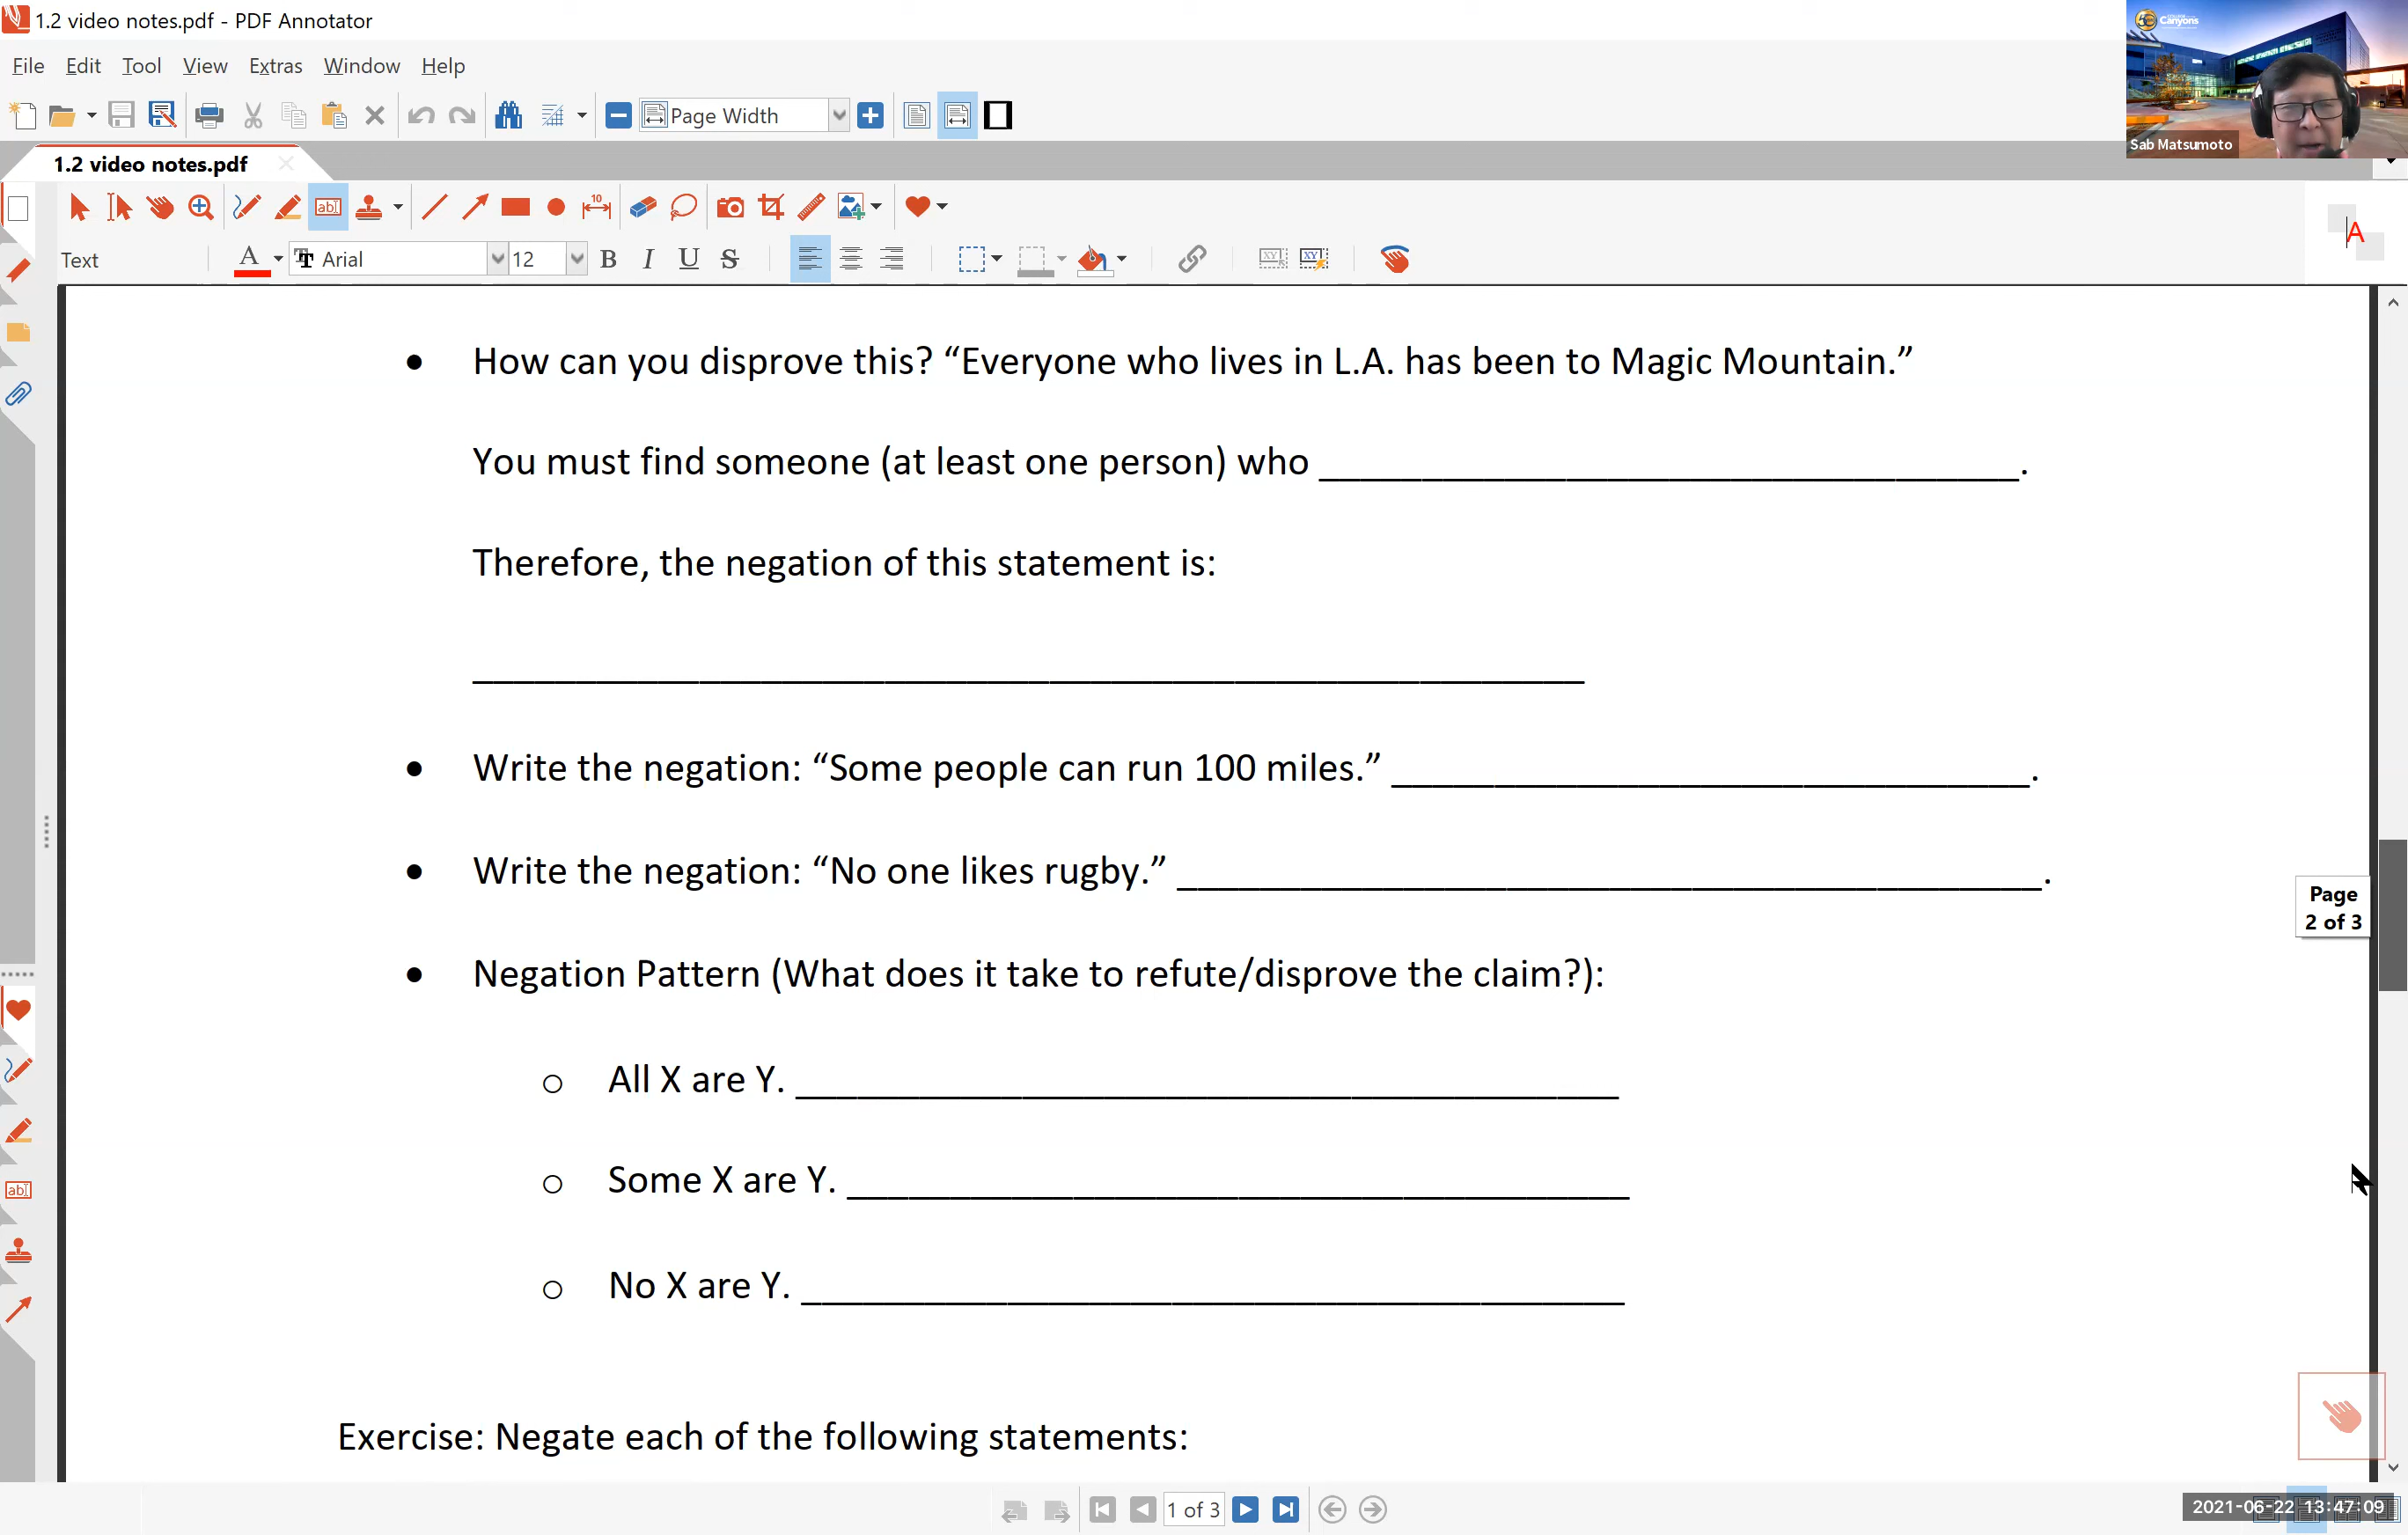 1.2 video notes.pdf - PDF Annotator
File Edit Tool View Extras Window Help
Page Width
1.2 video notes.pdf
Text A Arial 12 B I U S
A
Canyons
Sab Matsumoto
• How can you disprove this? “Everyone who lives in L.A. has been to Magic Mountain.”
You must find someone (at least one person) who ________________________________.
Therefore, the negation of this statement is:
________________________________________________
• Write the negation: “Some people can run 100 miles.” ____________________________.
• Write the negation: “No one likes rugby.” ______________________________________.
• Negation Pattern (What does it take to refute/disprove the claim?):
o All X are Y. ____________________________________
o Some X are Y. __________________________________
o No X are Y. ____________________________________
Exercise: Negate each of the following statements:
Page
2 of 3
1 of 3
2021-06-22 13:47:09